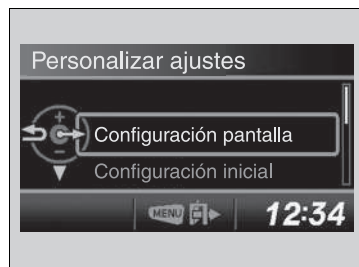 Personalizar ajustes
+
Configuración pantalla
−
Configuración inicial
MENU 12:34